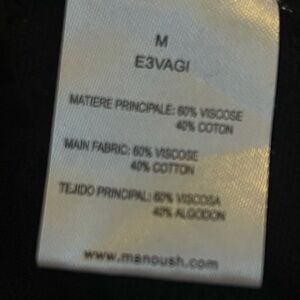 M
E3VAGI
MATIERE PRINCIPALE: 60% VISCOSE
40% COTON
MAIN FABRIC: 60% VISCOSE
40% COTTON
TEJIDO PRINCIPAL: 60% VISCOSA
40% ALGODON
www.manoush.com